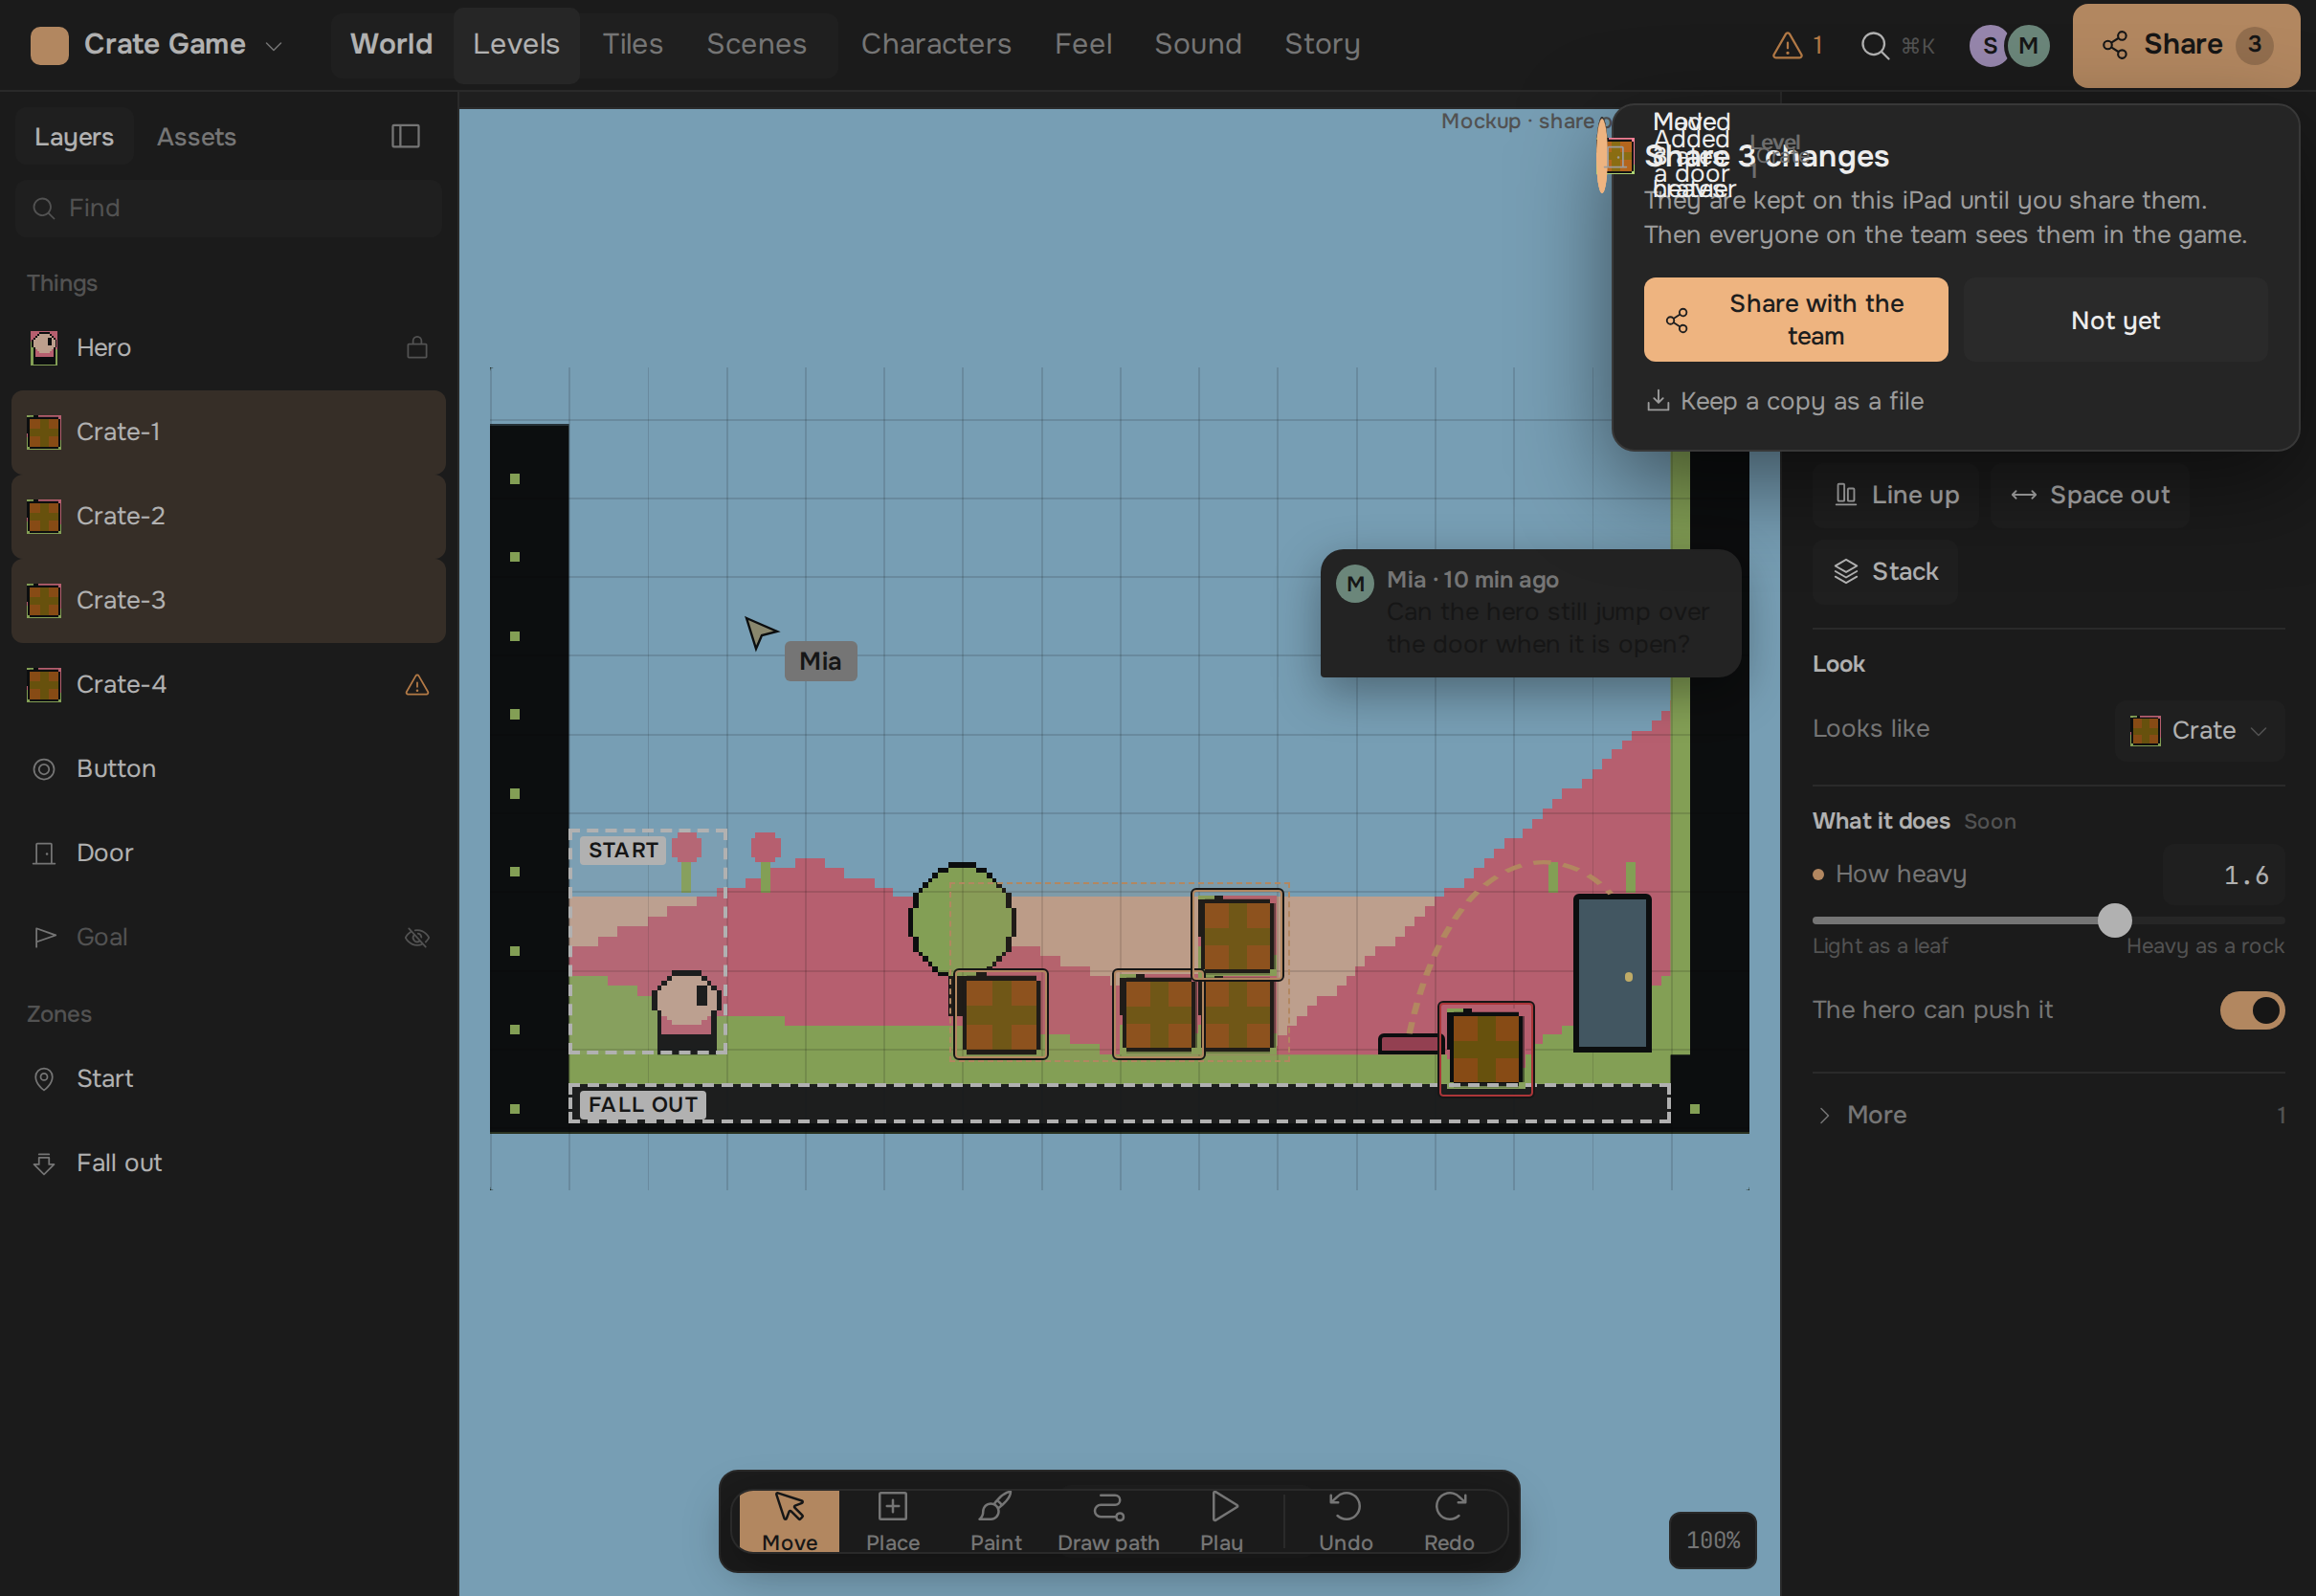 Crate Game
World
Levels
Tiles
Scenes
Characters
Feel
Sound
Story
1
⌘K
S
M
Share
3
Layers
Assets
Find
Things
Hero
Crate-1
Crate-2
Crate-3
Crate-4
Button
Door
Goal
Zones
Start
Fall out
Mockup · share
Added
a door
Level
Share 3 changes
They are kept on this iPad until you share them.
Then everyone on the team sees them in the game.
Share with the
team
Not yet
Keep a copy as a file
M
Mia · 10 min ago
Can the hero still jump over
the door when it is open?
Mia
START
FALL OUT
Line up
Space out
Stack
Look
Looks like
Crate
What it does
Soon
How heavy
1.6
Light as a leaf
Heavy as a rock
The hero can push it
More
1
Move
Place
Paint
Draw path
Play
Undo
Redo
100%